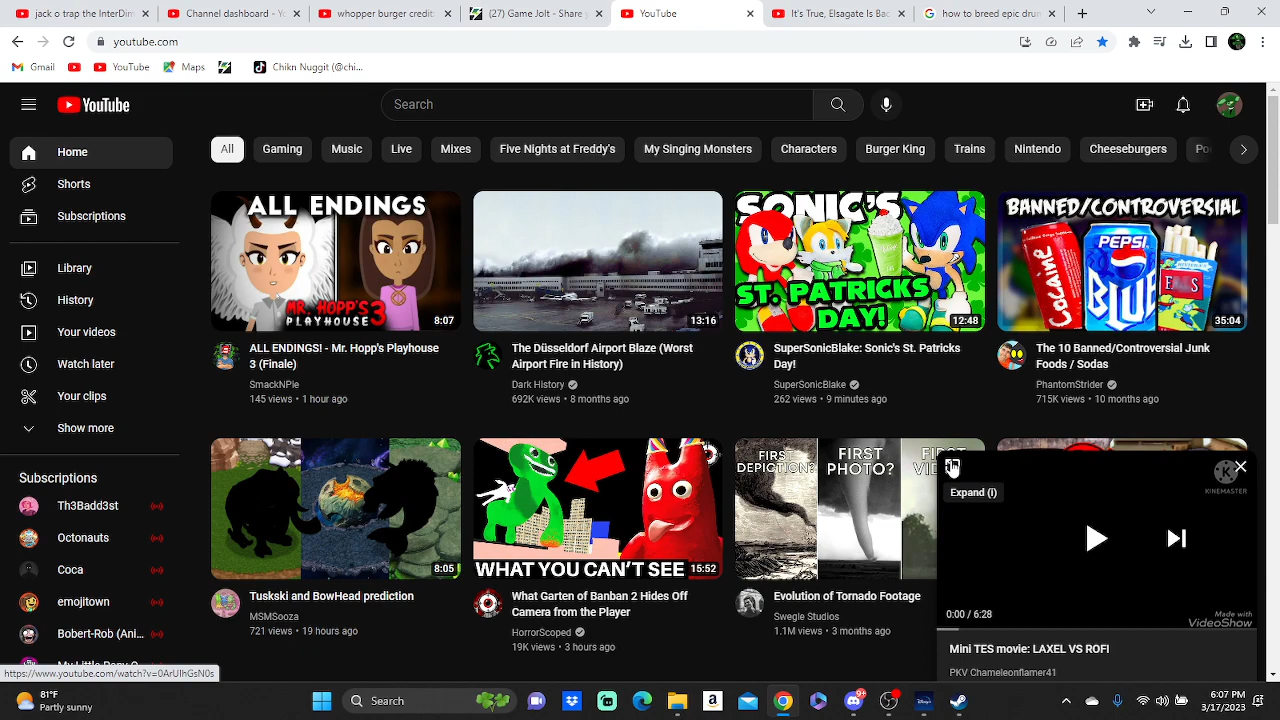 jack o trap the InterDim
Channel dashboard - Yo
whopper burger credit
(27) Game Jolt - Share y
YouTube
It's True, Elsagate Is Bac
how to breed epic drun
youtube.com
Gmail
YouTube
Maps
Chikn Nuggit (@chi...
YouTube
Search
All
Gaming
Music
Live
Mixes
Five Nights at Freddy's
My Singing Monsters
Characters
Burger King
Trains
Nintendo
Cheeseburgers
Po
Home
Shorts
Subscriptions
Library
History
Your videos
Watch later
Your clips
Show more
Subscriptions
Th3Badd3st
Octonauts
Coca
emojitown
Bobert-Rob (Ani...
ALL ENDINGS
MR. HOPP'S
PLAYHOUSE 3
8:07
ALL ENDINGS! - Mr. Hopp's Playhouse
3 (Finale)
SmackNPie
145 views • 1 hour ago
13:16
The Düsseldorf Airport Blaze (Worst
Airport Fire in History)
Dark History
692K views • 8 months ago
SONIC'S
ST. PATRICKS
DAY!
12:48
SuperSonicBlake: Sonic's St. Patricks
Day!
SuperSonicBlake
262 views • 9 minutes ago
BANNED/CONTROVERSIAL
COCAINE
PEPSI
BLUE
35:04
The 10 Banned/Controversial Junk
Foods / Sodas
PhantomStrider
715K views • 10 months ago
8:05
Tuskski and BowHead prediction
MSMSooza
721 views • 19 hours ago
WHAT YOU CAN'T SEE
15:52
What Garten of Banban 2 Hides Off
Camera from the Player
HorrorScoped
19K views • 3 hours ago
FIRST
DEPICTION?
FIRST
PHOTO?
Evolution of Tornado Footage
Swegle Studios
1.1M views • 3 months ago
Expand (i)
KINEMASTER
0:00 / 6:28
Made with
VideoShow
Mini TES movie: LAXEL VS ROFI
PKV Chameleonflamer41
https://www.youtube.com/watch?v=0ArUIhGsN0s
81°F
Partly sunny
Search
9+
6:07 PM
3/17/2023